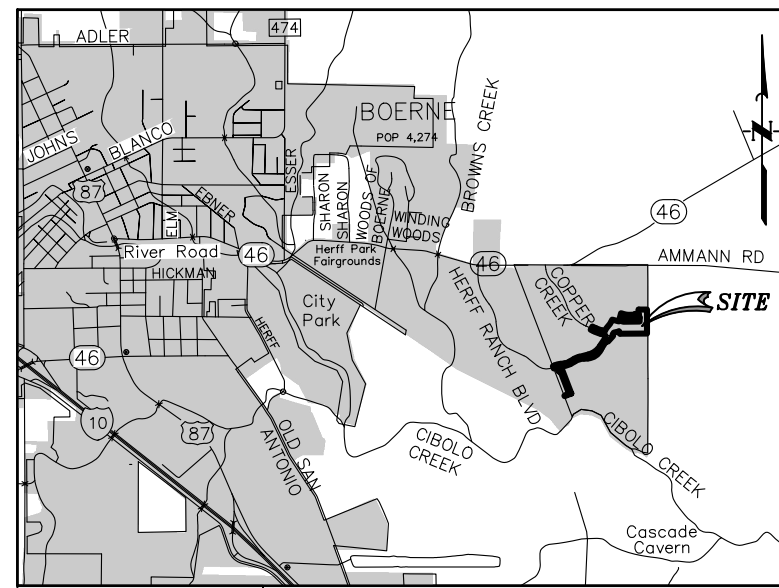 474
ADLER
BOERNE
POP 4,274
JOHNS
BLANCO
BROWNS CREEK
N
87
ESSER
SHARON
SHARON
WOODS OF
BOERNE
46
ELM
EBNER
WINDING
WOODS
River Road
46
Herff Park
Fairgrounds
46
AMMANN RD
HICKMAN
COPPER
CREEK
SITE
City
Park
HERFF RANCH BLVD
HERFF
46
10
87
OLD SAN
ANTONIO
CIBOLO
CREEK
CIBOLO CREEK
Cascade
Cavern